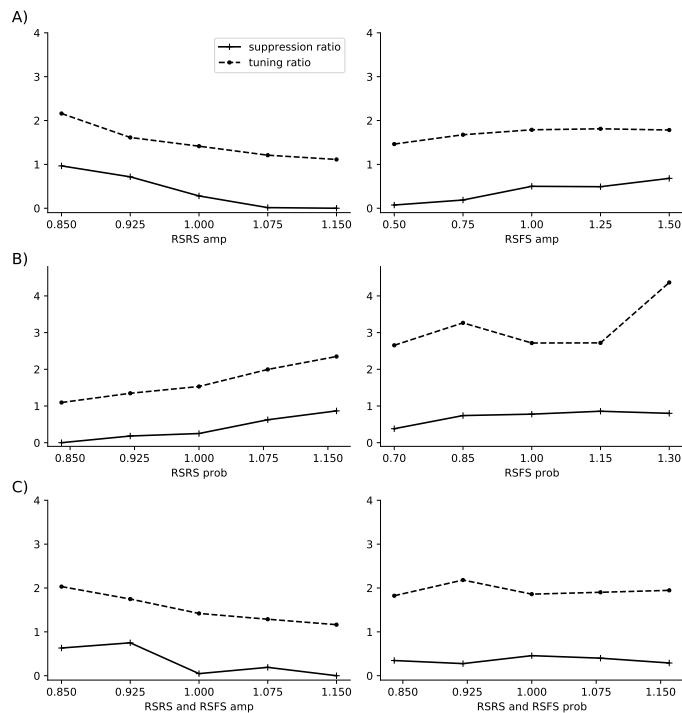 A)
4
3
2
1
0
suppression ratio
tuning ratio
0.850 0.925 1.000 1.075 1.150
RSRS amp
4
3
2
1
0
0.50 0.75 1.00 1.25 1.50
RSFS amp
B)
4
3
2
1
0
0.850 0.925 1.000 1.075 1.150
RSRS prob
4
3
2
1
0
0.70 0.85 1.00 1.15 1.30
RSFS prob
C)
4
3
2
1
0
0.850 0.925 1.000 1.075 1.150
RSRS and RSFS amp
4
3
2
1
0
0.850 0.925 1.000 1.075 1.150
RSRS and RSFS prob